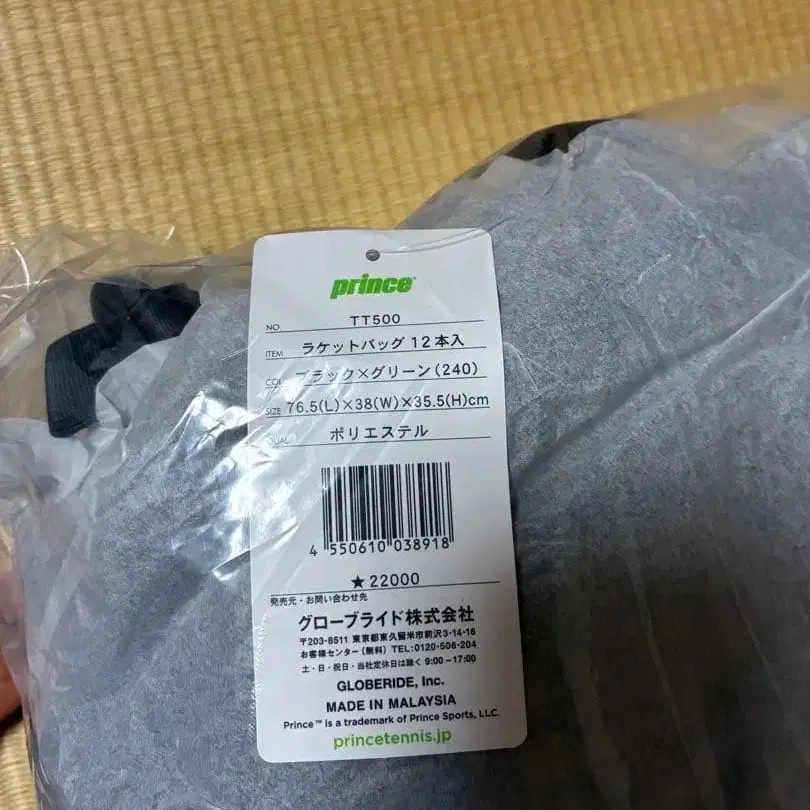 prince
NO. TT500
ITEM ラケットバッグ 12本入
COL ブラック×グリーン(240)
SIZE 76.5(L)×38(W)×35.5(H)cm
QUAL ポリエステル
4 550610 038918
★22000
発売元・お問い合わせ先
グローブライド株式会社
〒203-8511 東京都東久留米市前沢3-14-16
お客様センター(無料) TEL:0120-506-204
土・日・祝日・当社定休日は除く 9:00〜17:00
GLOBERIDE, Inc.
MADE IN MALAYSIA
Prince™ is a trademark of Prince Sports, LLC.
princetennis.jp